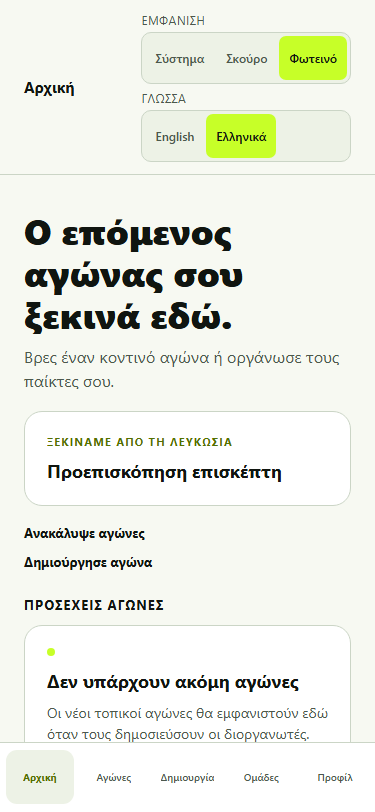 ΕΜΦΑΝΙΣΗ
Σύστημα Σκούρο Φωτεινό
Αρχική
ΓΛΩΣΣΑ
English Ελληνικά
Ο επόμενος
αγώνας σου
ξεκινά εδώ.
Βρες έναν κοντινό αγώνα ή οργάνωσε τους
παίκτες σου.
ΞΕΚΙΝΑΜΕ ΑΠΟ ΤΗ ΛΕΥΚΩΣΙΑ
Προεπισκόπηση επισκέπτη
Ανακάλυψε αγώνες
Δημιούργησε αγώνα
ΠΡΟΣΕΧΕΙΣ ΑΓΩΝΕΣ
Δεν υπάρχουν ακόμη αγώνες
Οι νέοι τοπικοί αγώνες θα εμφανιστούν εδώ
όταν τους δημοσιεύσουν οι διοργανωτές.
Αρχική Αγώνες Δημιουργία Ομάδες Προφίλ